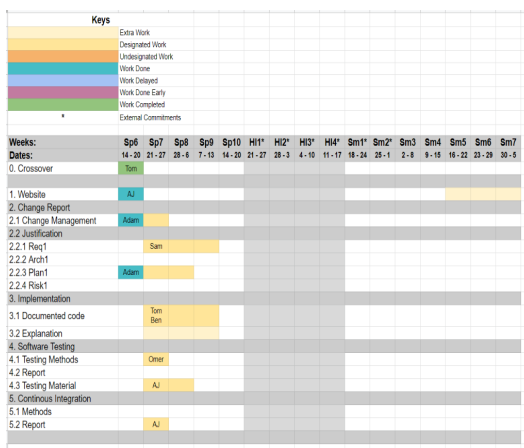 Keys
Extra Work
Designated Work
Undesignated Work
Work Done
Work Delayed
Work Done Early
Work Completed
* External Commitments
Weeks: Sp6 Sp7 Sp8 Sp9 Sp10 Hl1* Hl2* Hl3* Hl4* Sm1* Sm2* Sm3 Sm4 Sm5 Sm6 Sm7
Dates: 14 - 20 21 - 27 28 - 6 7 - 13 14 - 20 21 - 27 28 - 3 4 - 10 11 - 17 18 - 24 25 - 1 2 - 8 9 - 15 16 - 22 23 - 29 30 - 5
0. Crossover Tom
1. Website AJ
2. Change Report
2.1 Change Management Adam
2.2 Justification
2.2.1 Req1 Sam
2.2.2 Arch1
2.2.3 Plan1 Adam
2.2.4 Risk1
3. Implementation
3.1 Documented code Tom
Ben
3.2 Explanation
4. Software Testing
4.1 Testing Methods Omer
4.2 Report
4.3 Testing Material AJ
5. Continous Integration
5.1 Methods
5.2 Report AJ